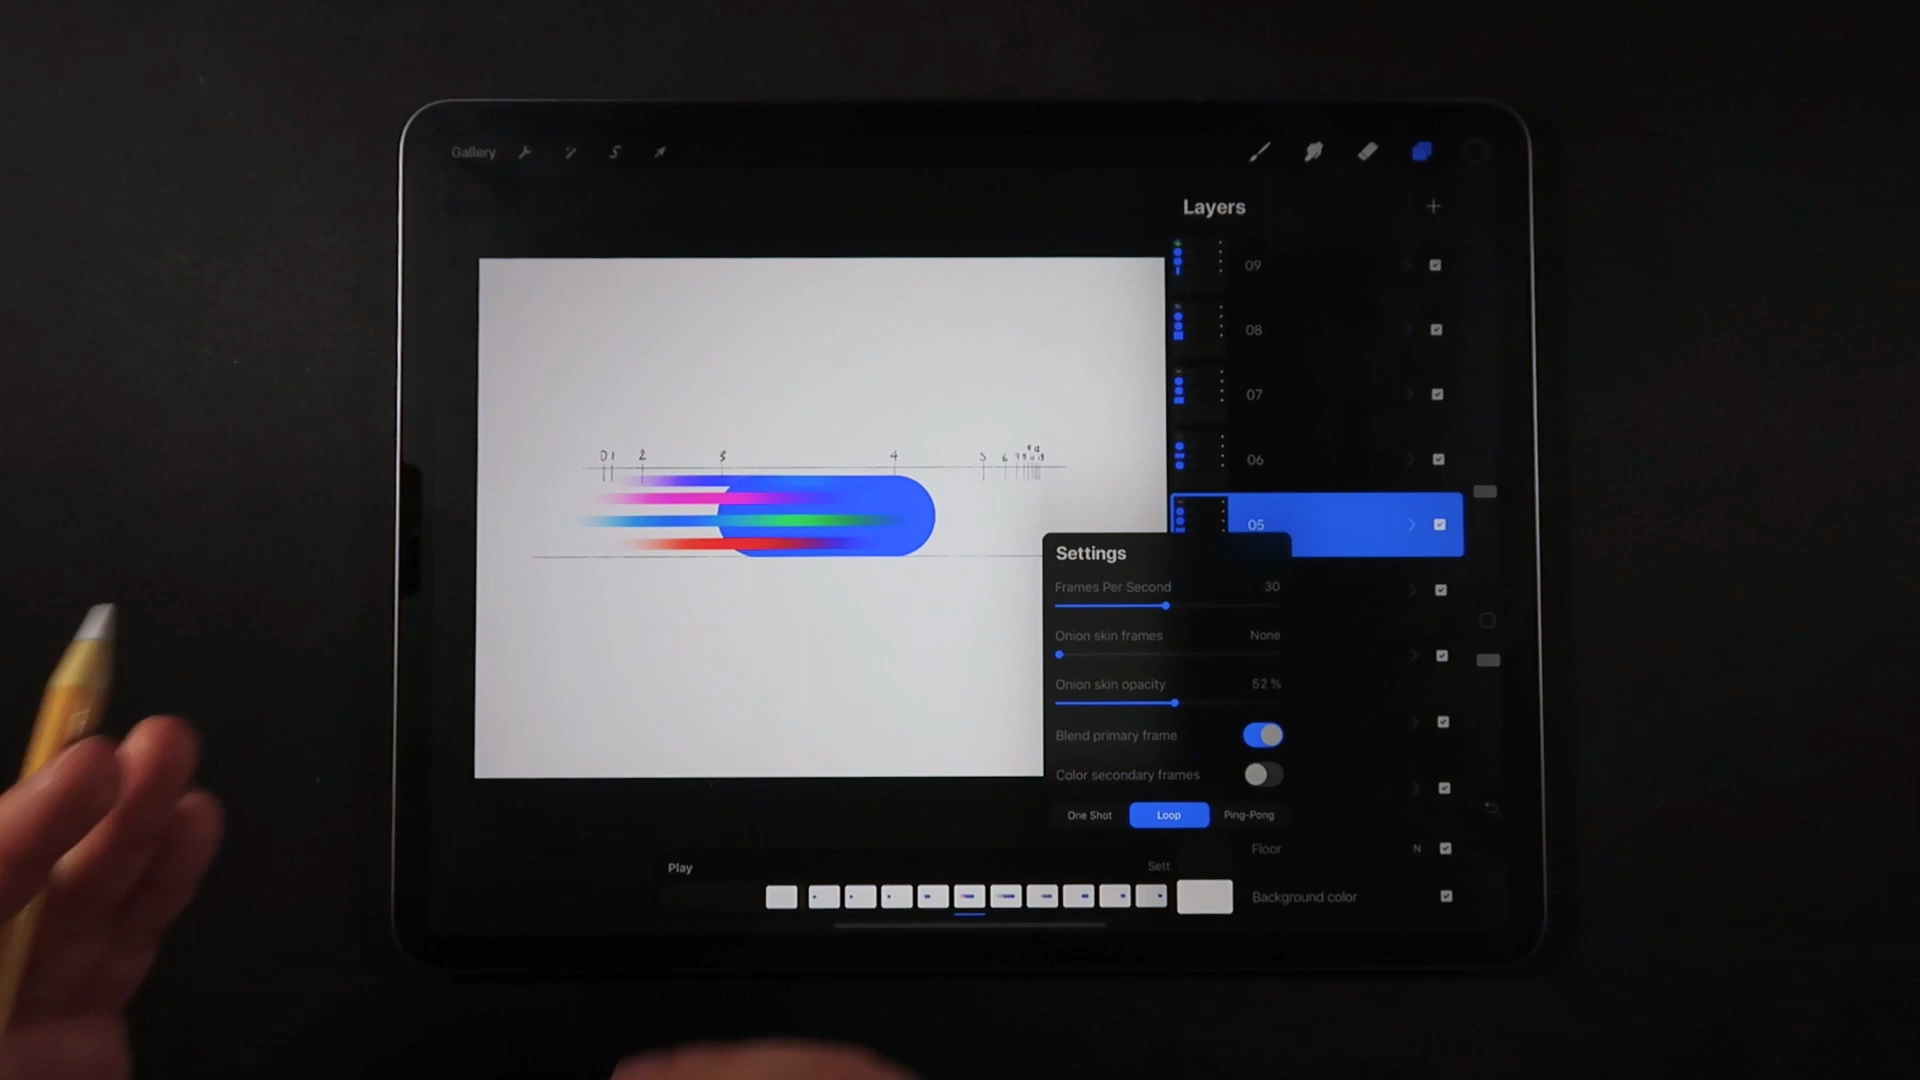 Gallery
Layers
09
08
07
06
05
0 1 2 3 4 5 6 7 8
Settings
Frames Per Second 30
Onion skin frames None
Onion skin opacity 52 %
Blend primary frame
Color secondary frames
One Shot Loop Ping-Pong
Floor N
Play Sett
Background color